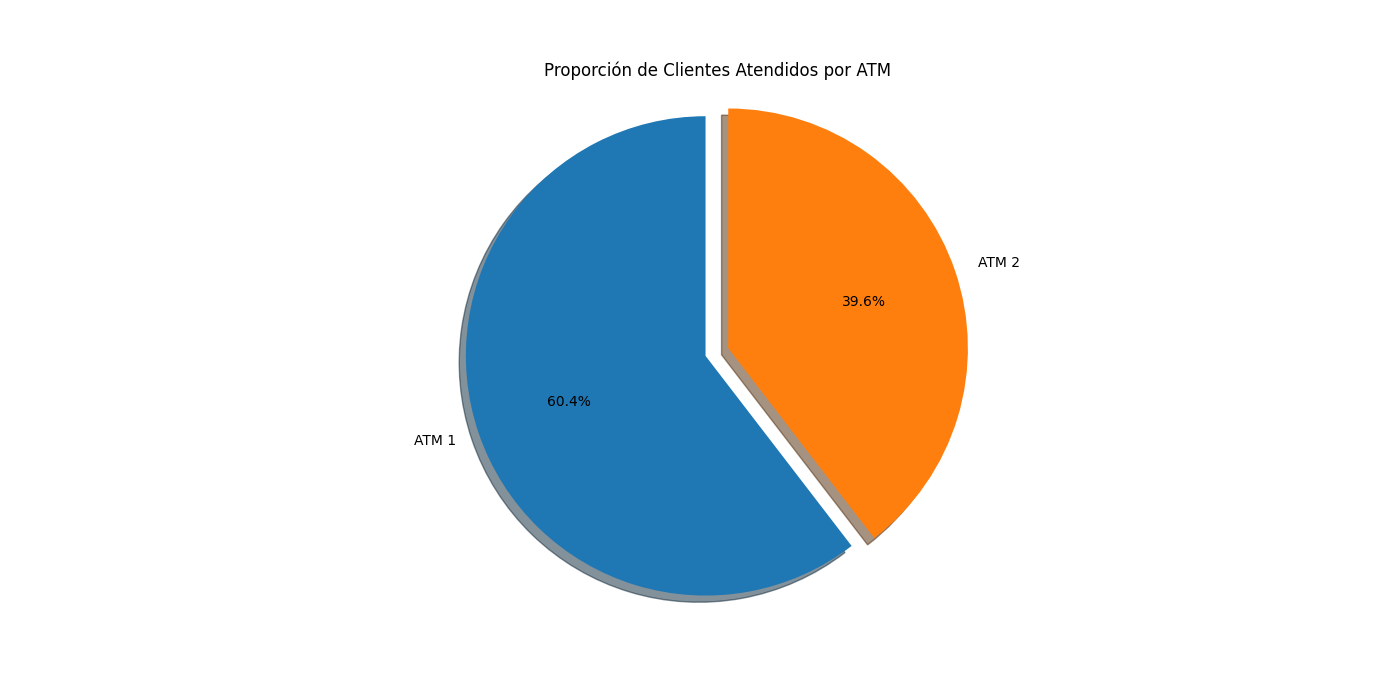 Proporción de Clientes Atendidos por ATM
ATM 2
39.6%
60.4%
ATM 1